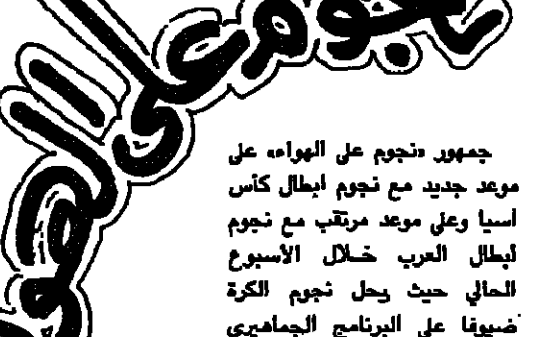 نجوم على الهواء
جمهور «نجوم على الهواء» على
موعد جديد مع نجوم ابطال كأس
آسيا وعلى موعد مرتقب مع نجوم
أبطال العرب خلال الأسبوع
الحالي حيث يحل نجوم الكرة
ضيوفا على البرنامج الجماهيري